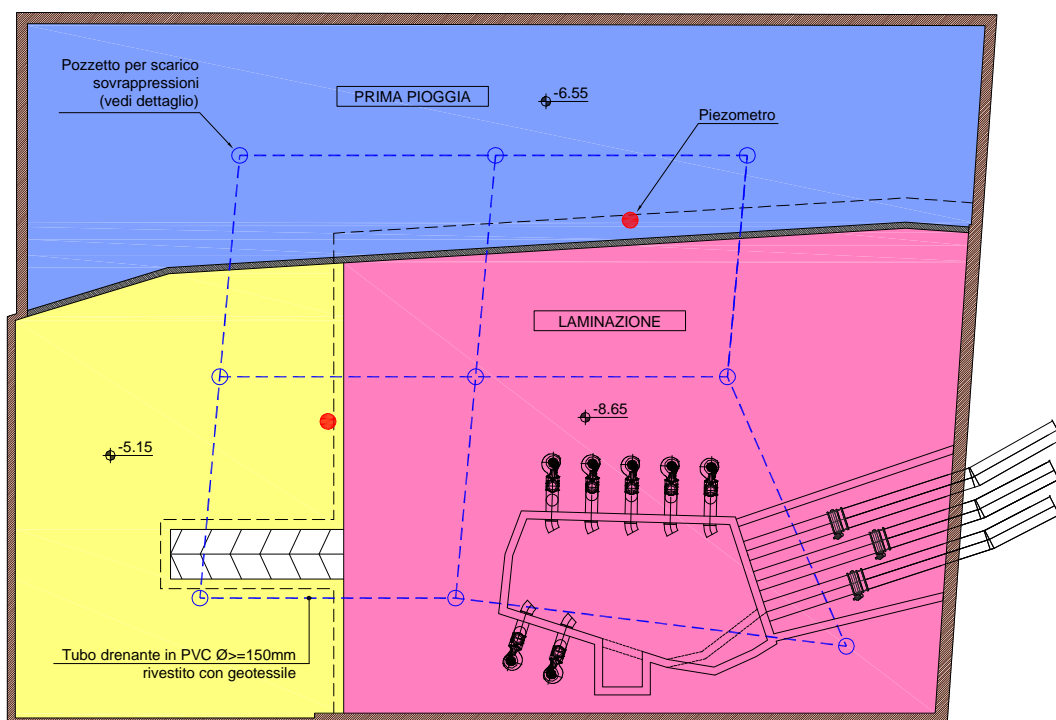 Pozzetto per scarico
sovrappressioni
(vedi dettaglio)
PRIMA PIOGGIA
-6.55
Piezometro
LAMINAZIONE
-8.65
-5.15
Tubo drenante in PVC Ø>=150mm
rivestito con geotessile